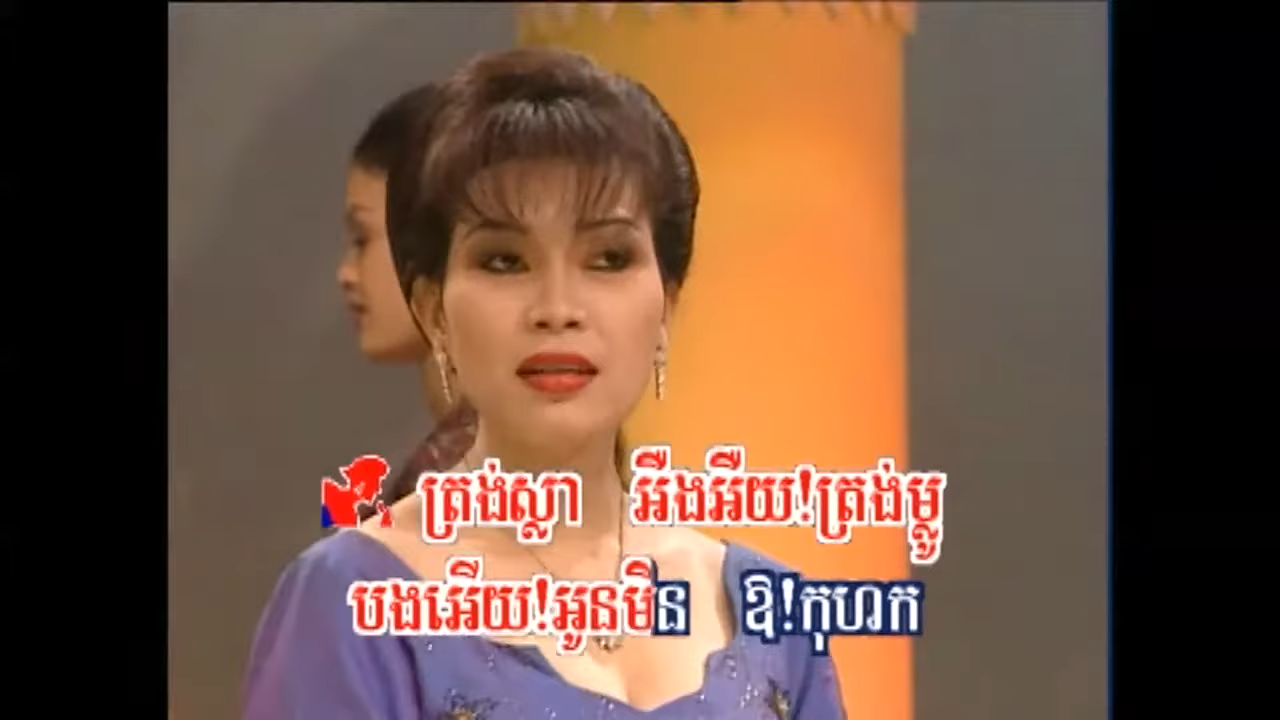 ត្រង់ស្លា អឺងអឺយ!ត្រង់ម្លូ
បងអើយ!អូនមិន ឱ!កុហក